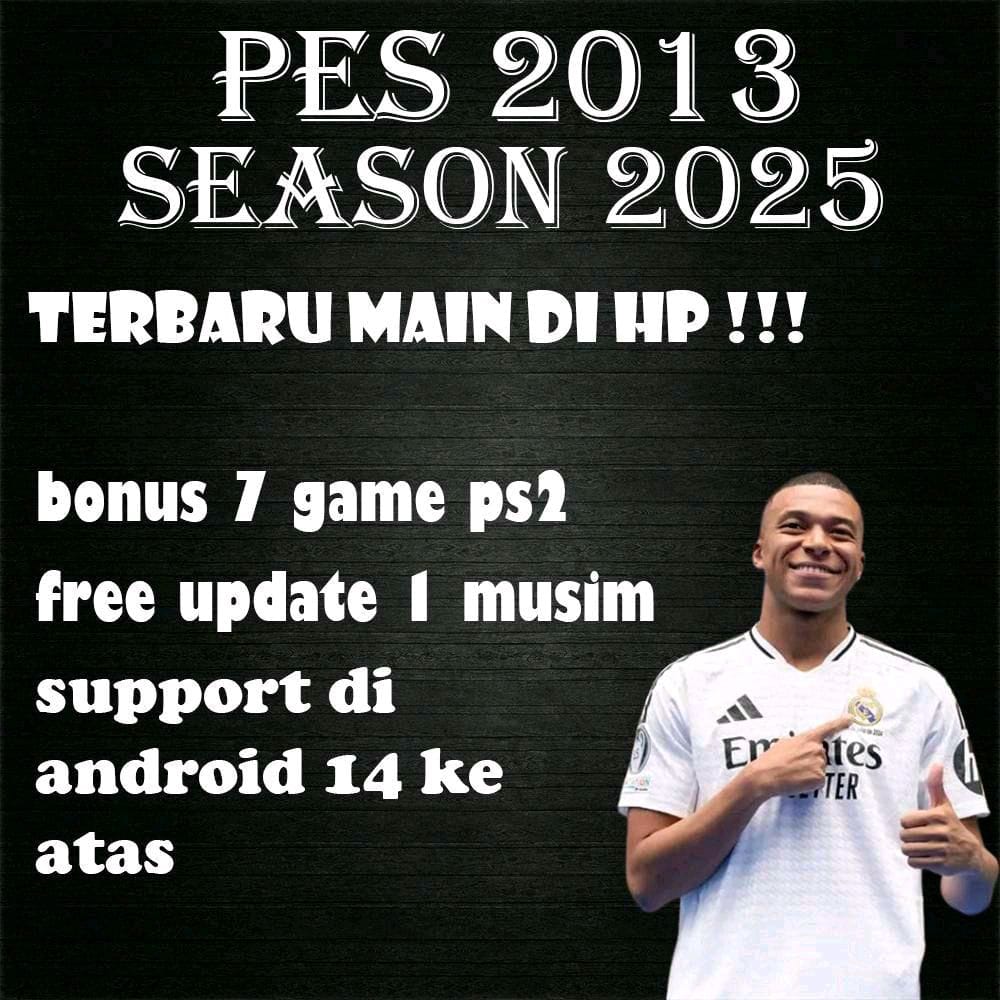 PES 2013
SEASON 2025
TERBARU MAIN DI HP !!!
bonus 7 game ps2
free update 1 musim
support di
android 14 ke
atas